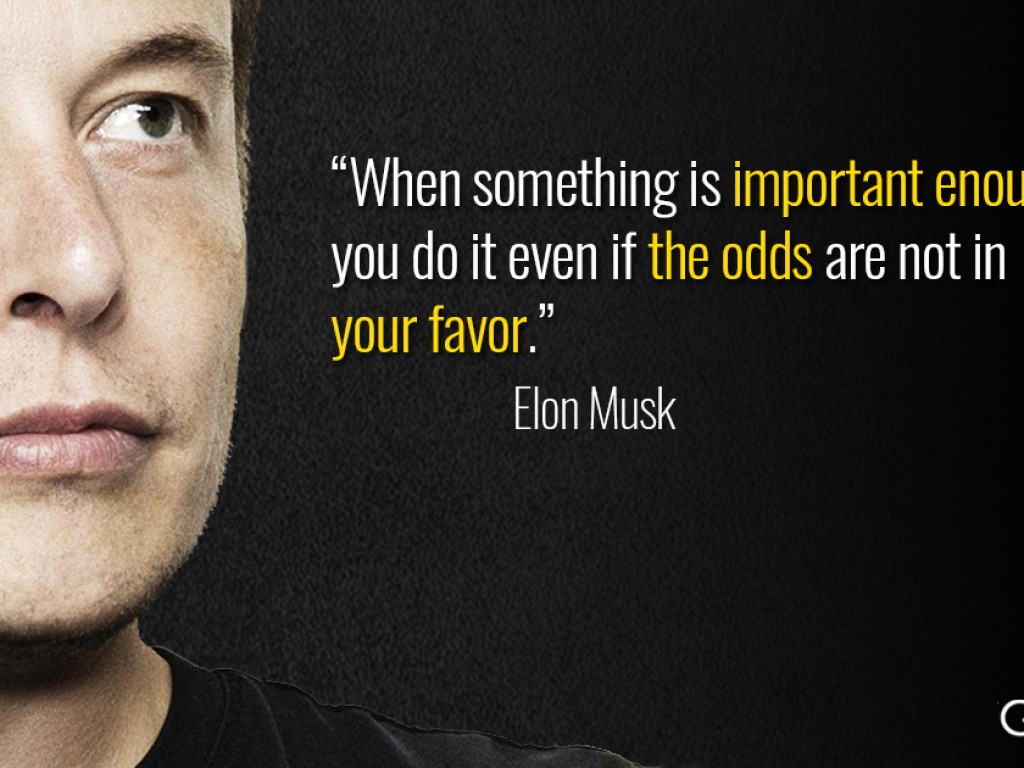 “When something is important enou
you do it even if the odds are not in
your favor.”
Elon Musk
G